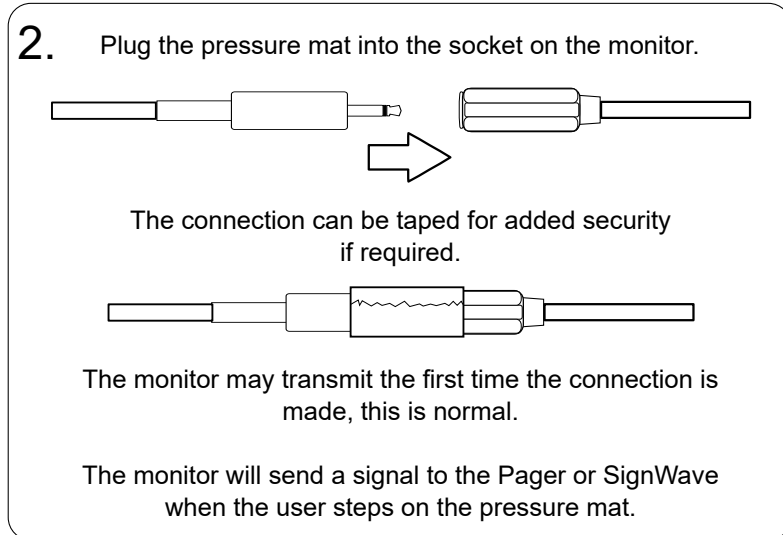 2.
Plug the pressure mat into the socket on the monitor.
The connection can be taped for added security
if required.
The monitor may transmit the first time the connection is
made, this is normal.
The monitor will send a signal to the Pager or SignWave
when the user steps on the pressure mat.